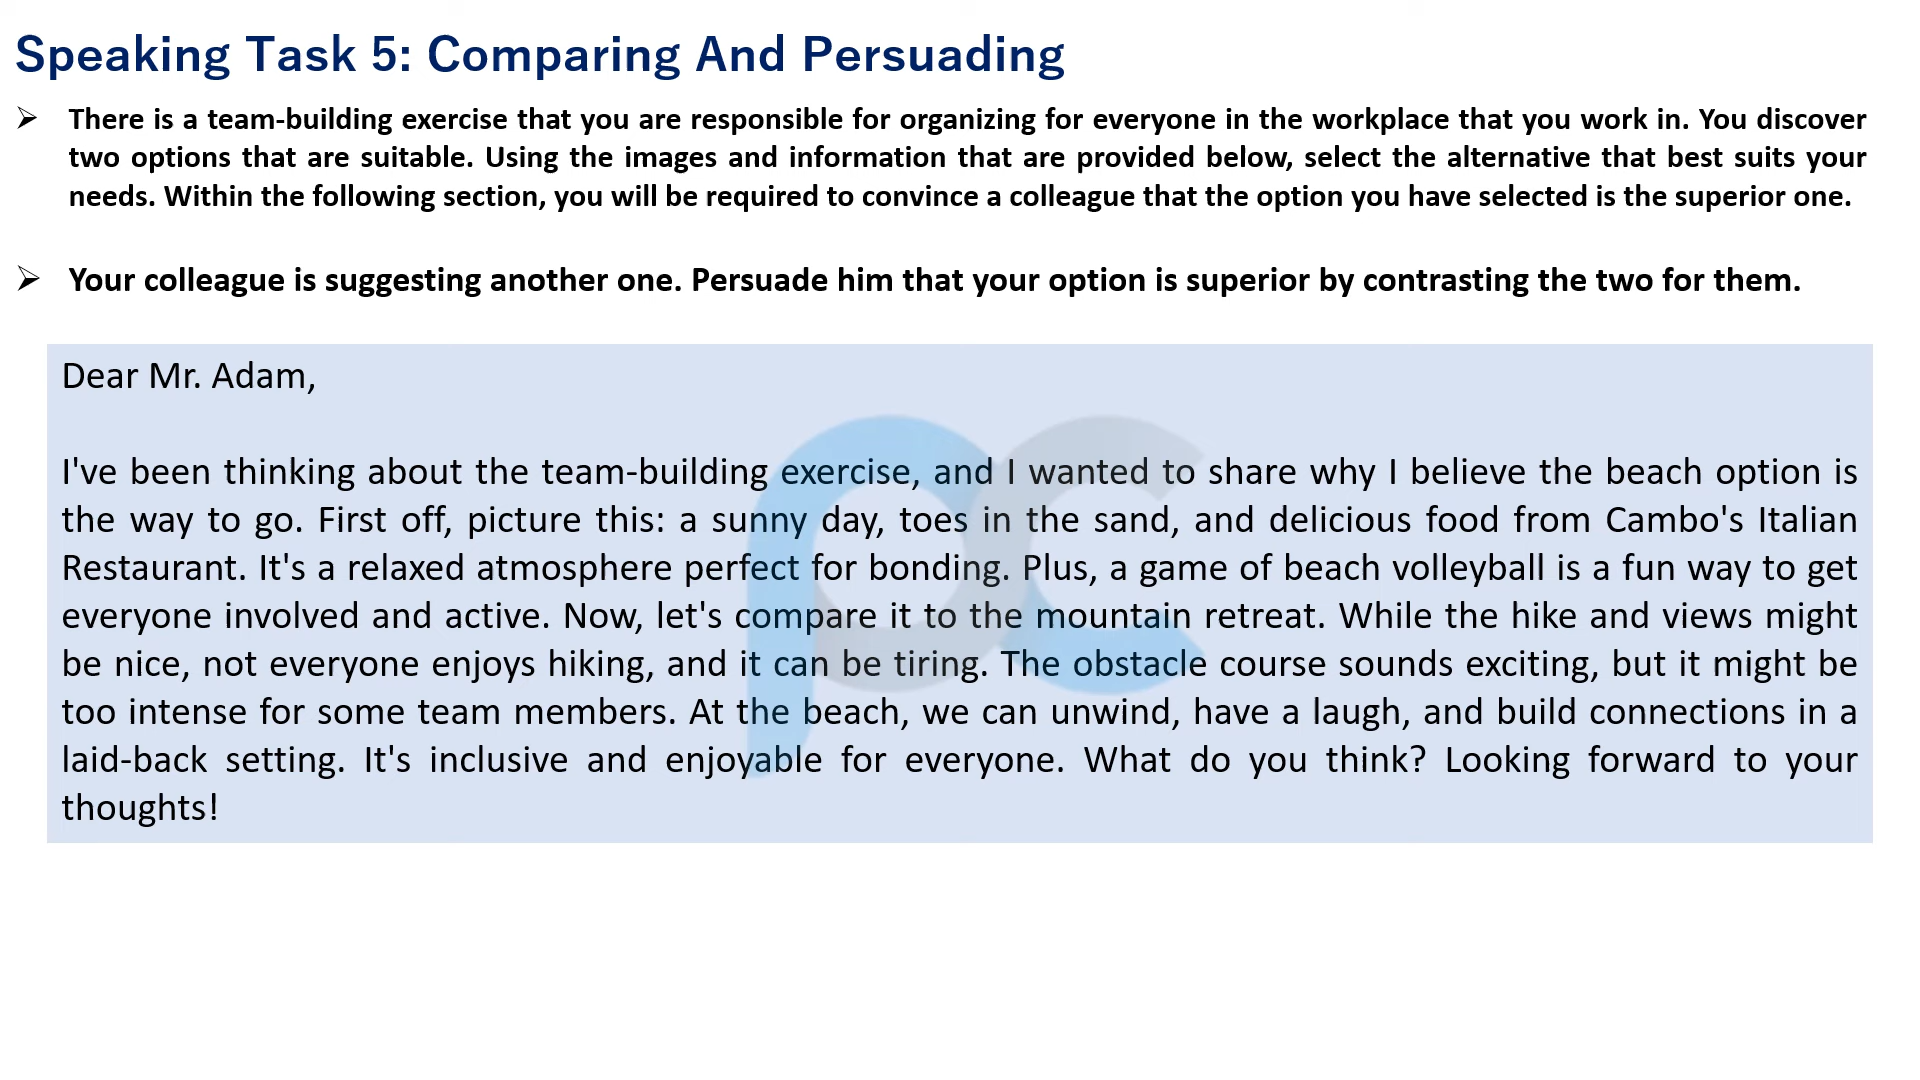 Speaking Task 5: Comparing And Persuading
There is a team-building exercise that you are responsible for organizing for everyone in the workplace that you work in. You discover
two options that are suitable. Using the images and information that are provided below, select the alternative that best suits your
needs. Within the following section, you will be required to convince a colleague that the option you have selected is the superior one.
Your colleague is suggesting another one. Persuade him that your option is superior by contrasting the two for them.
Dear Mr. Adam,
I've been thinking about the team-building exercise, and I wanted to share why I believe the beach option is
the way to go. First off, picture this: a sunny day, toes in the sand, and delicious food from Cambo's Italian
Restaurant. It's a relaxed atmosphere perfect for bonding. Plus, a game of beach volleyball is a fun way to get
everyone involved and active. Now, let's compare it to the mountain retreat. While the hike and views might
be nice, not everyone enjoys hiking, and it can be tiring. The obstacle course sounds exciting, but it might be
too intense for some team members. At the beach, we can unwind, have a laugh, and build connections in a
laid-back setting. It's inclusive and enjoyable for everyone. What do you think? Looking forward to your
thoughts!